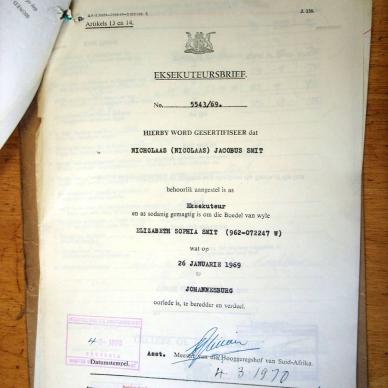 Artikels 13 en 14.
EKSEKUTEURSBRIEF.
No. 5543/69.
HIERBY WORD GESERTIFISEER dat
NICHOLAAS (NICOLAAS) JACOBUS SMIT
behoorlik aangestel is as
Eksekuteur
en as sodanig gemagtig is om die Boedel van wyle
ELIZABETH SOPHIA SMIT (962-072247 W)
wat op
26 JANUARIE 1969
te
JOHANNESBURG
oorlede is, te beredder en verdeel.
Datumstempel.
Asst. Meester van die Hooggeregshof van Suid-Afrika.
4 3 1970